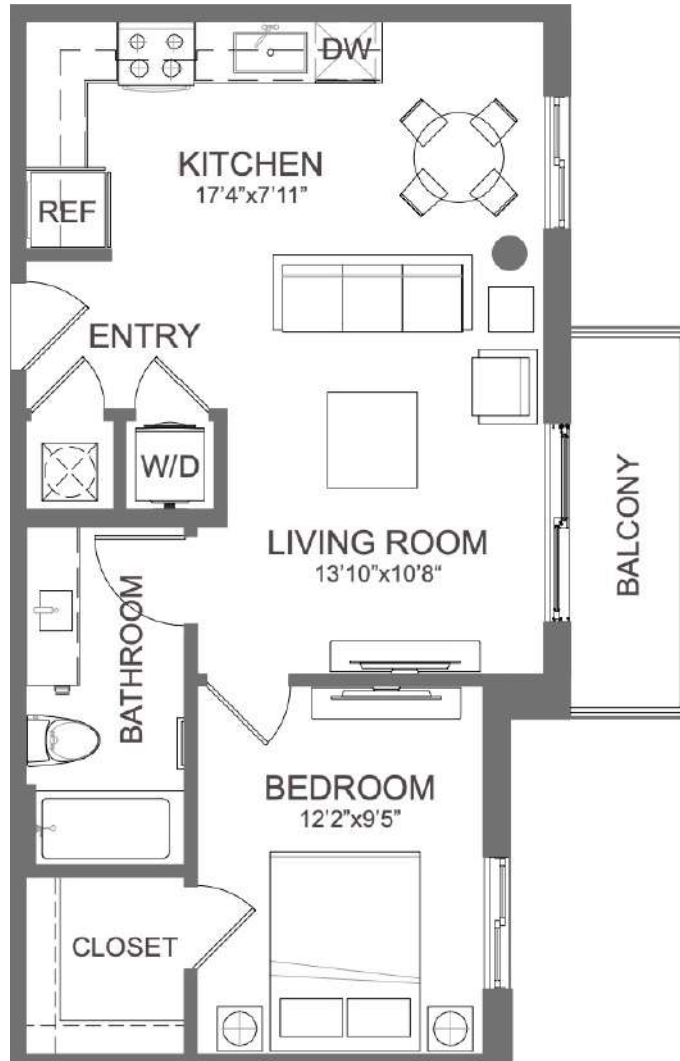 DW
KITCHEN
17'4"x7'11"
REF
ENTRY
W/D
LIVING ROOM
13'10"x10'8"
BALCONY
BATHROOM
BEDROOM
12'2"x9'5"
CLOSET